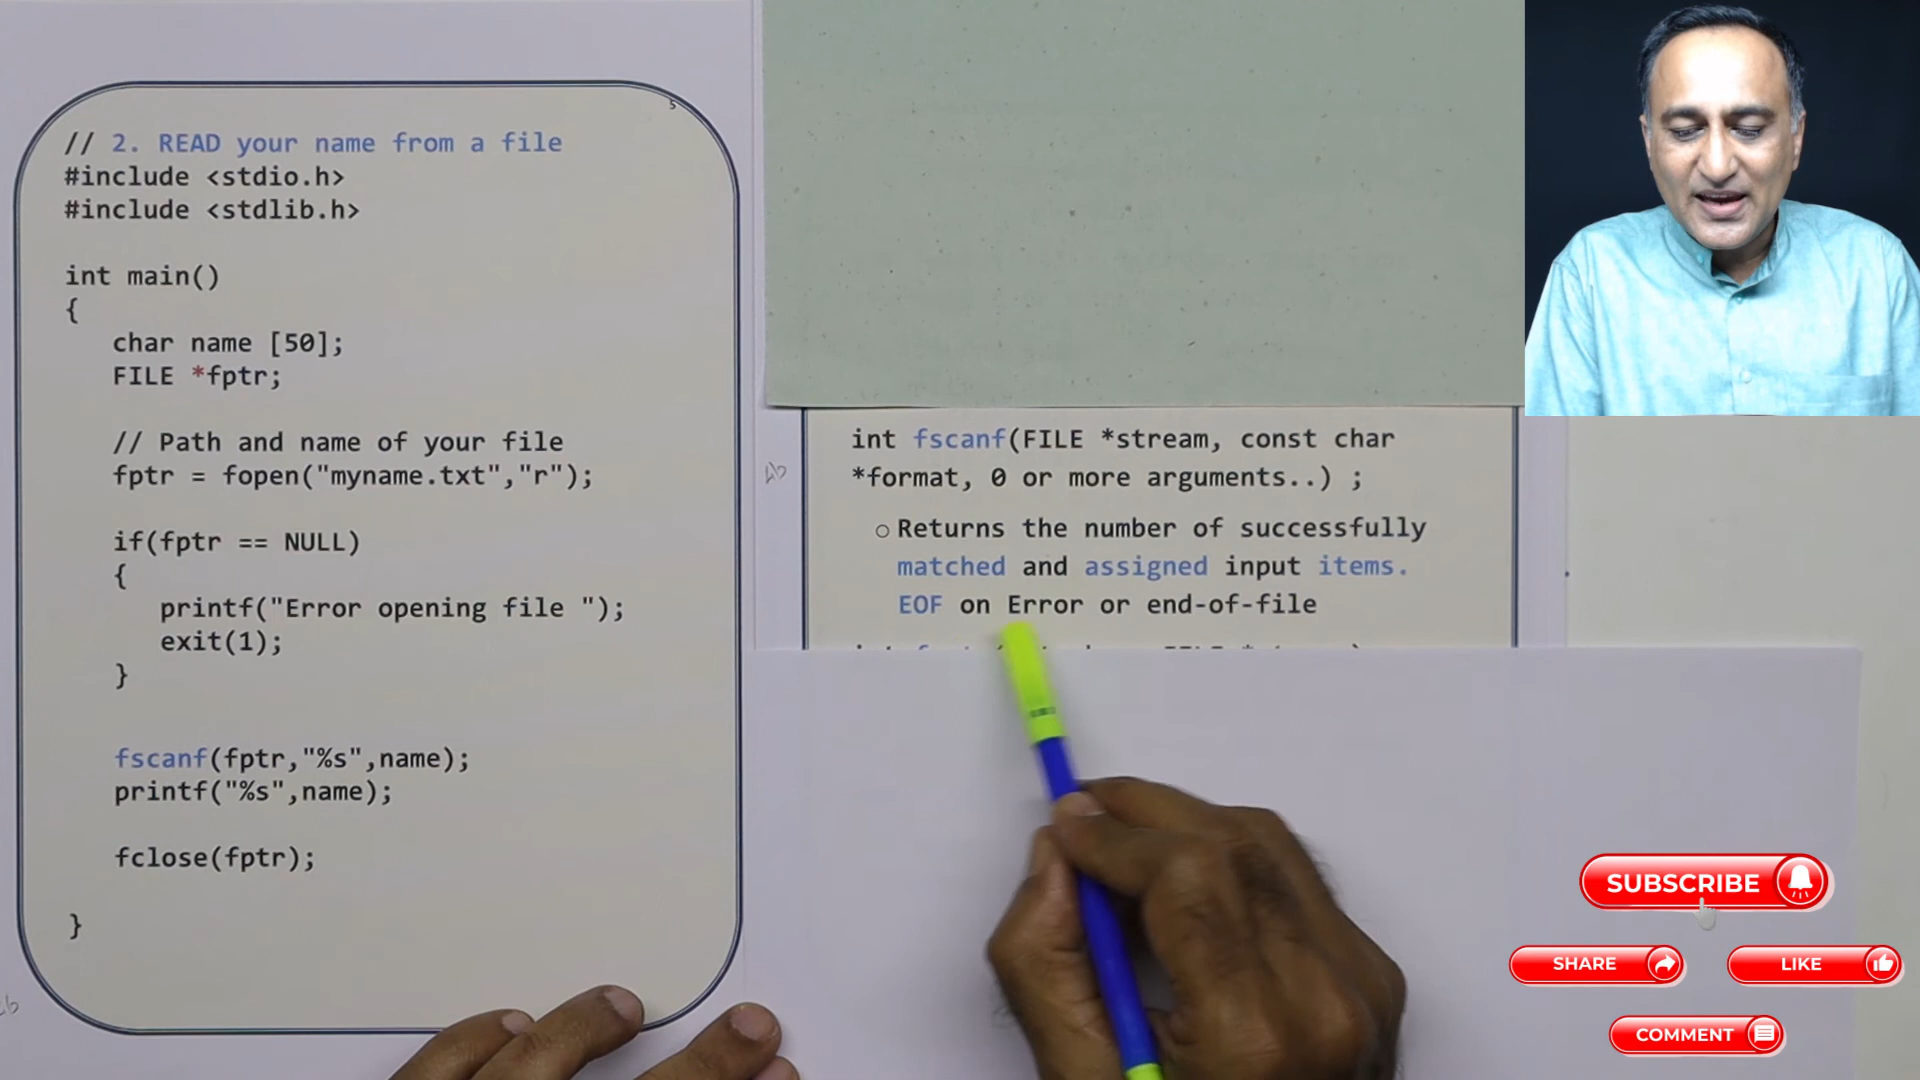 5
// 2. READ your name from a file
#include <stdio.h>
#include <stdlib.h>
int main()
{
char name [50];
FILE *fptr;
// Path and name of your file
fptr = fopen("myname.txt","r");
if(fptr == NULL)
{
printf("Error opening file ");
exit(1);
}
fscanf(fptr,"%s",name);
printf("%s",name);
fclose(fptr);
}
int fscanf(FILE *stream, const char
*format, 0 or more arguments..) ;
Returns the number of successfully
matched and assigned input items.
EOF on Error or end-of-file
SUBSCRIBE
SHARE
LIKE
COMMENT